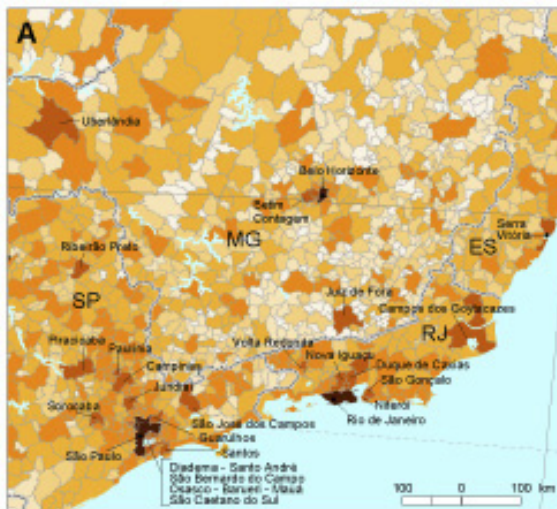 A
Uberlândia
Belo Horizonte
Betim
Contagem
MG
Serra
Vitória
ES
Ribeirão Preto
SP
Juiz de Fora
Campos dos Goytacazes
RJ
Piracicaba
Paulínia
Volta Redonda
Nova Iguaçu
Campinas
Duque de Caxias
Jundiaí
São Gonçalo
Sorocaba
Niterói
São José dos Campos
Rio de Janeiro
Guarulhos
São Paulo
Santos
Diadema - Santo André
São Bernardo do Campo
Osasco - Barueri - Mauá
São Caetano do Sul
100 0 100 km